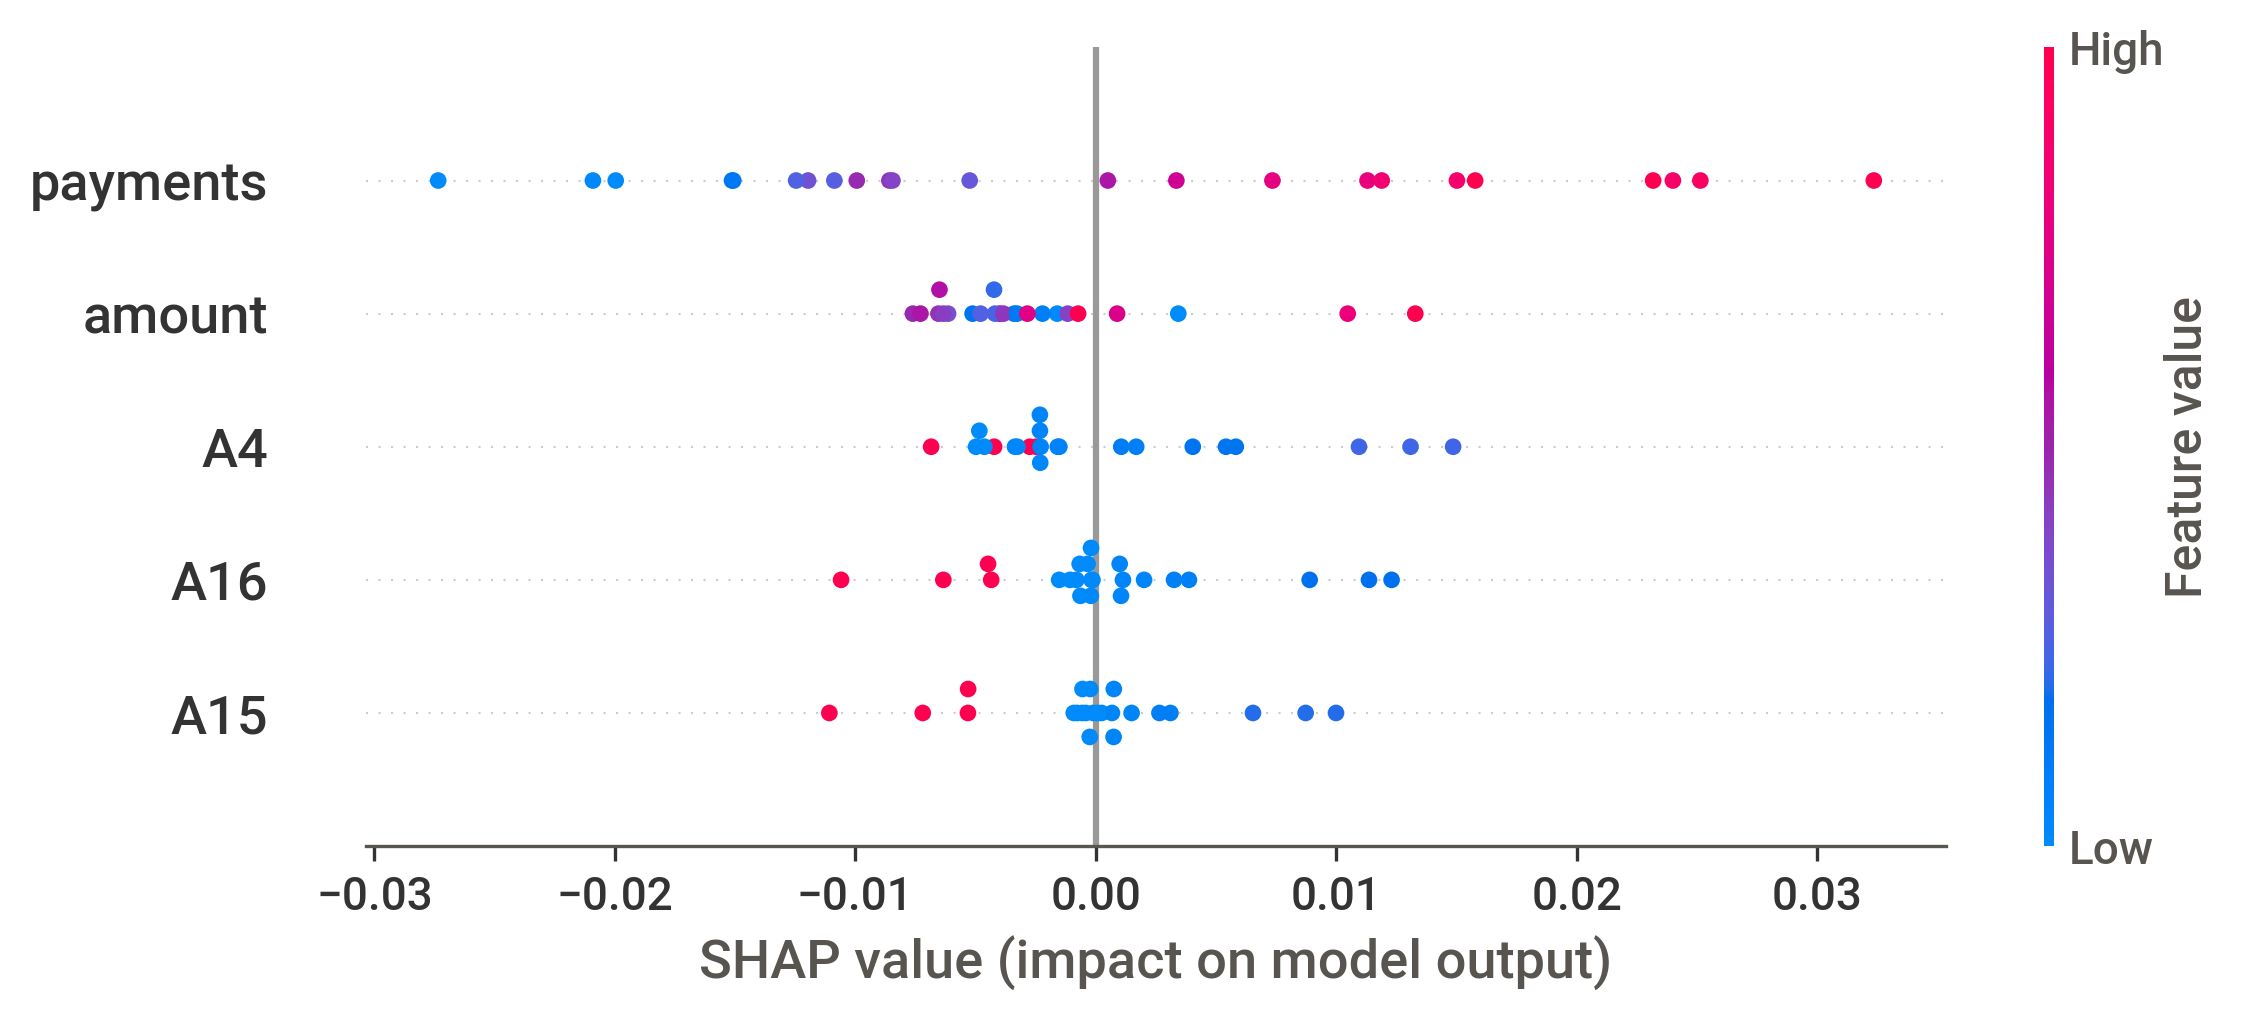 High
payments
amount
A4
A16
A15
Feature value
Low
−0.03 −0.02 −0.01 0.00 0.01 0.02 0.03
SHAP value (impact on model output)